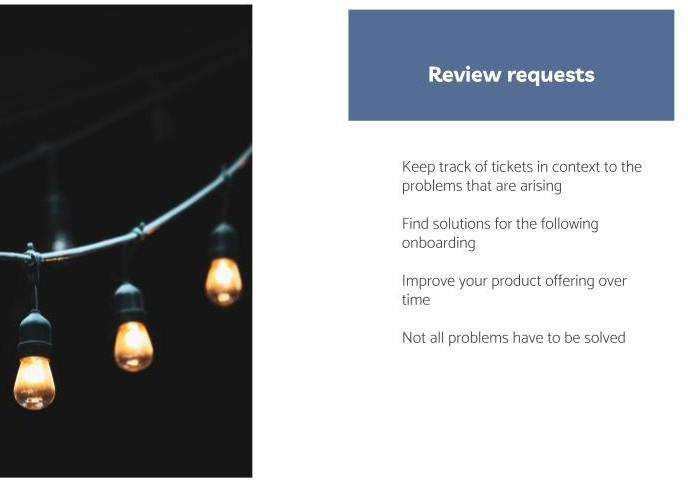 Review requests
Keep track of tickets in context to the
problems that are arising
Find solutions for the following
onboarding
Improve your product offering over
time
Not all problems have to be solved